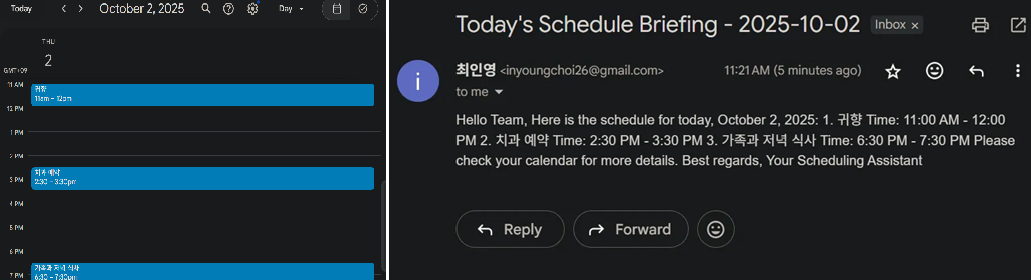 Today
October 2, 2025
Day
THU
2
GMT+09
11 AM
귀향
11am – 12pm
12 PM
1 PM
2 PM
치과 예약
2:30 – 3:30pm
3 PM
4 PM
5 PM
6 PM
가족과 저녁 식사
6:30 – 7:30pm
7 PM
Today's Schedule Briefing - 2025-10-02
Inbox ×
i
최인영 <inyoungchoi26@gmail.com>
11:21 AM (5 minutes ago)
to me
Hello Team, Here is the schedule for today, October 2, 2025: 1. 귀향 Time: 11:00 AM - 12:00
PM 2. 치과 예약 Time: 2:30 PM - 3:30 PM 3. 가족과 저녁 식사 Time: 6:30 PM - 7:30 PM Please
check your calendar for more details. Best regards, Your Scheduling Assistant
Reply
Forward